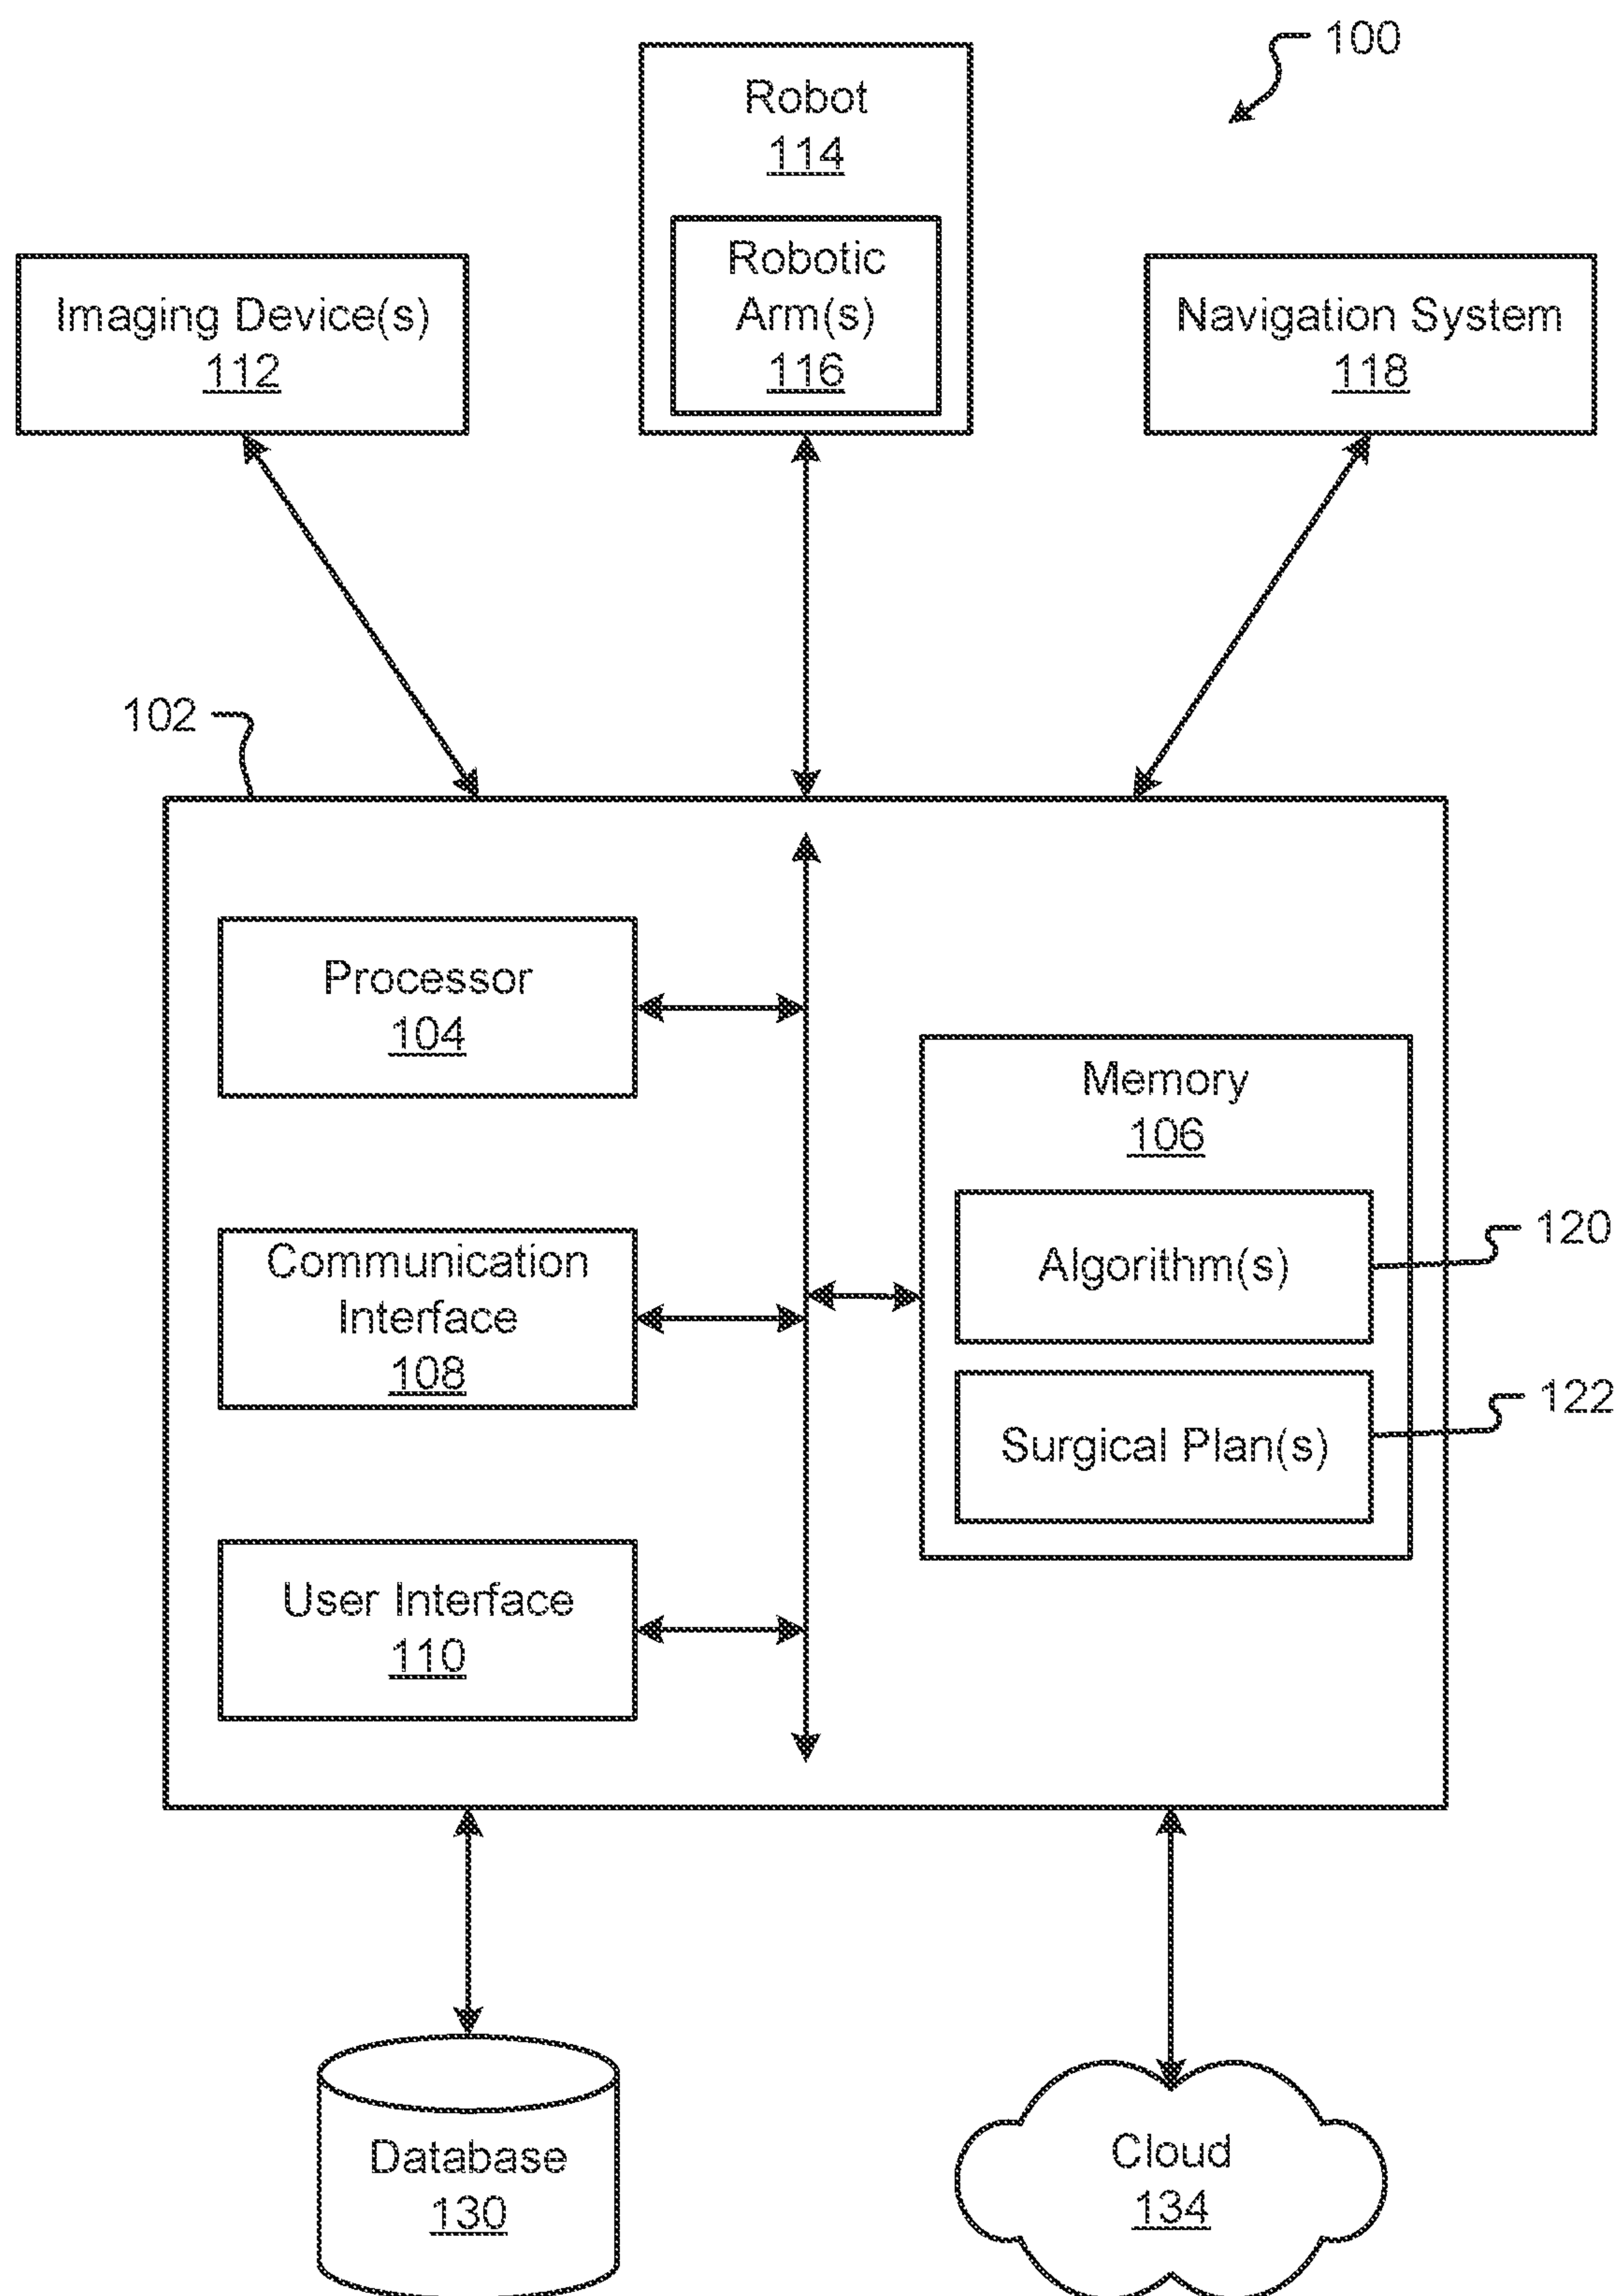 100
Robot
114
Robotic
Arm(s)
116
Imaging Device(s)
112
Navigation System
118
102
Processor
104
Memory
106
Algorithm(s)
120
Communication
Interface
108
Surgical Plan(s)
122
User Interface
110
Database
130
Cloud
134